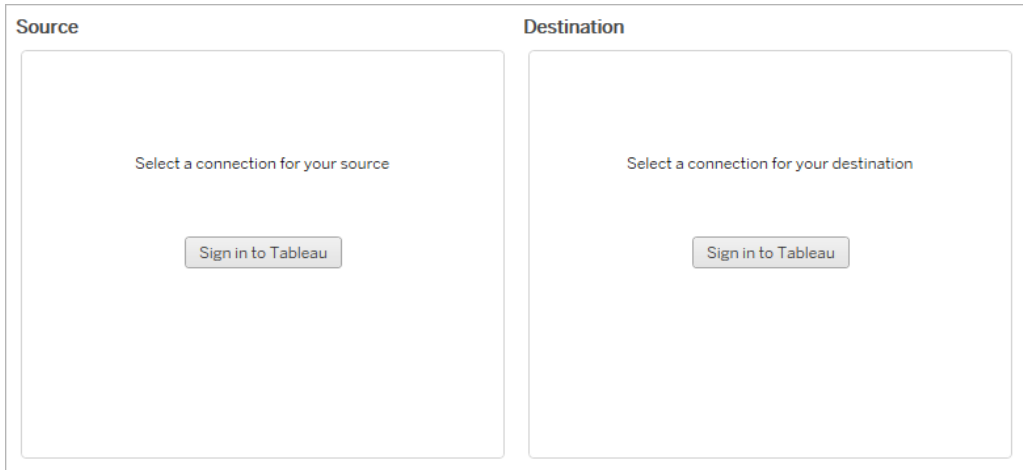 Source
Destination
Select a connection for your source
Select a connection for your destination
Sign in to Tableau
Sign in to Tableau